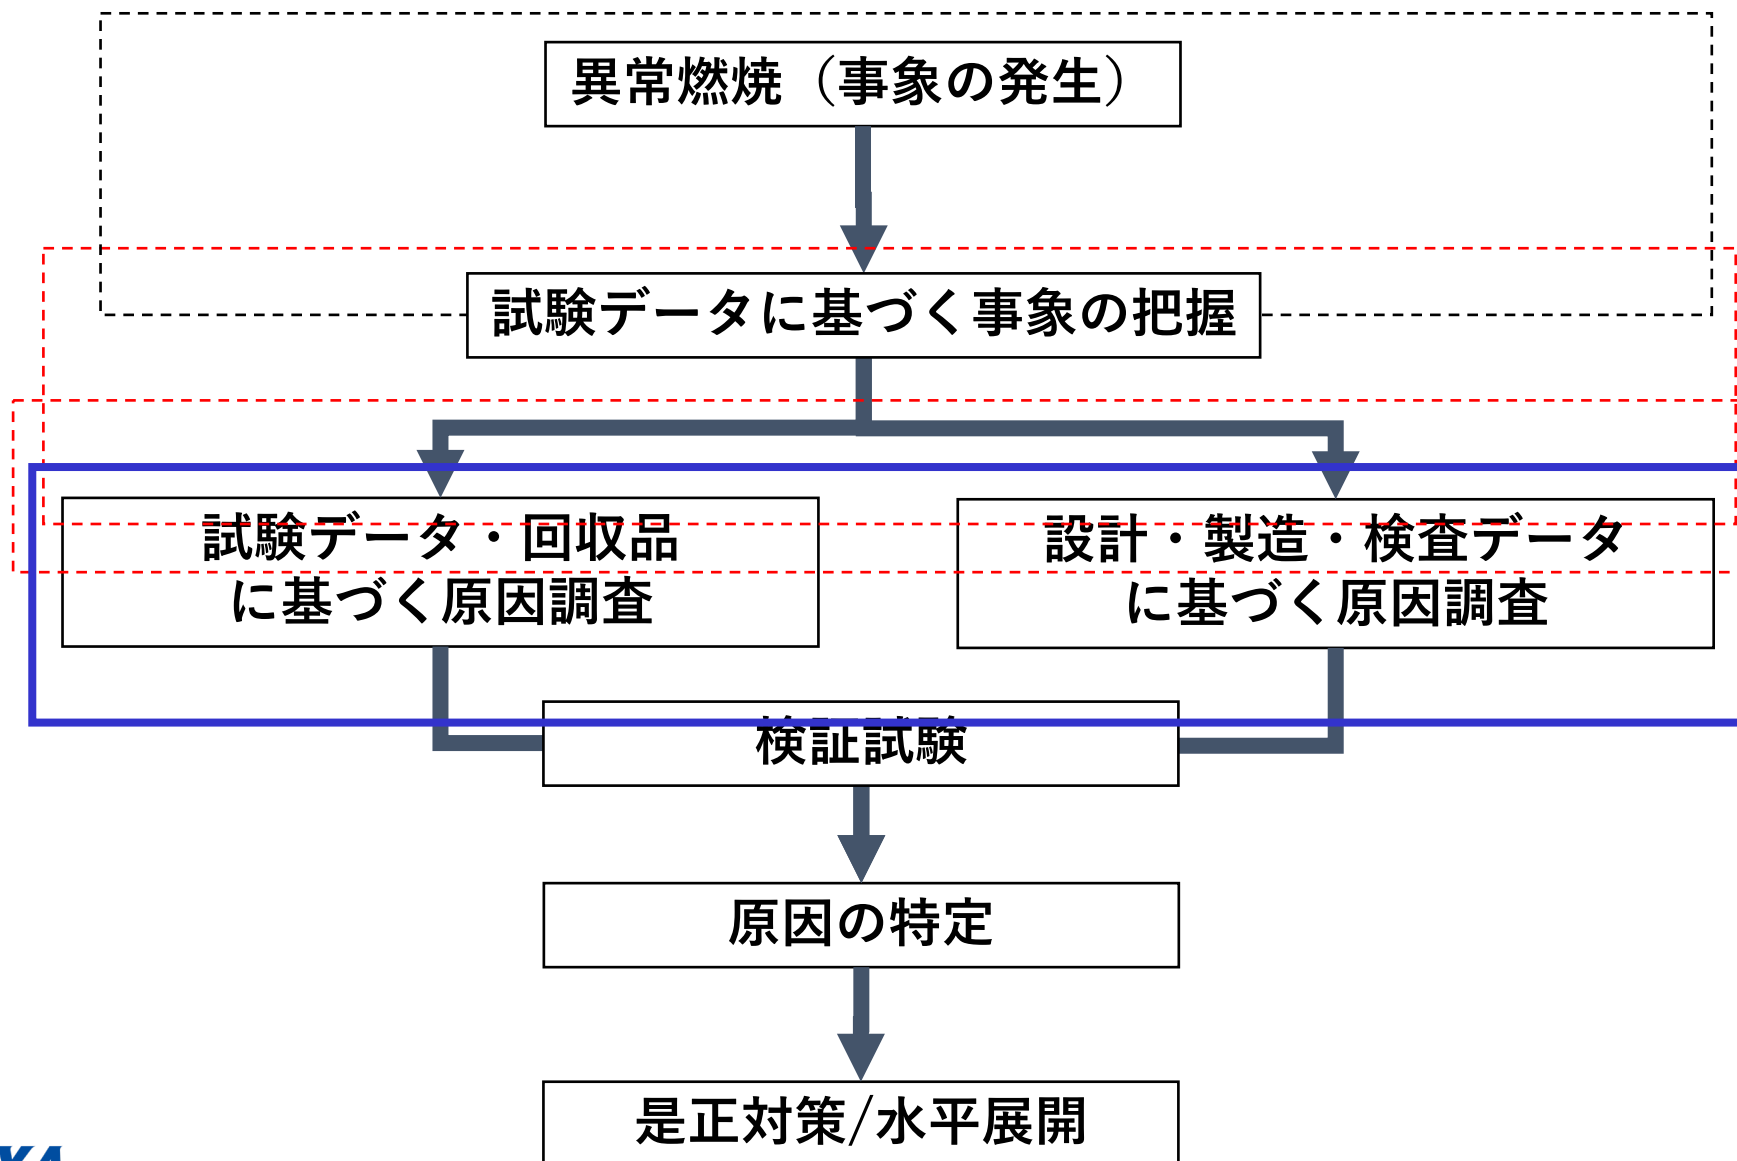 異常燃焼（事象の発生）
試験データに基づく事象の把握
試験データ・回収品
に基づく原因調査
設計・製造・検査データ
に基づく原因調査
検証試験
原因の特定
是正対策/水平展開